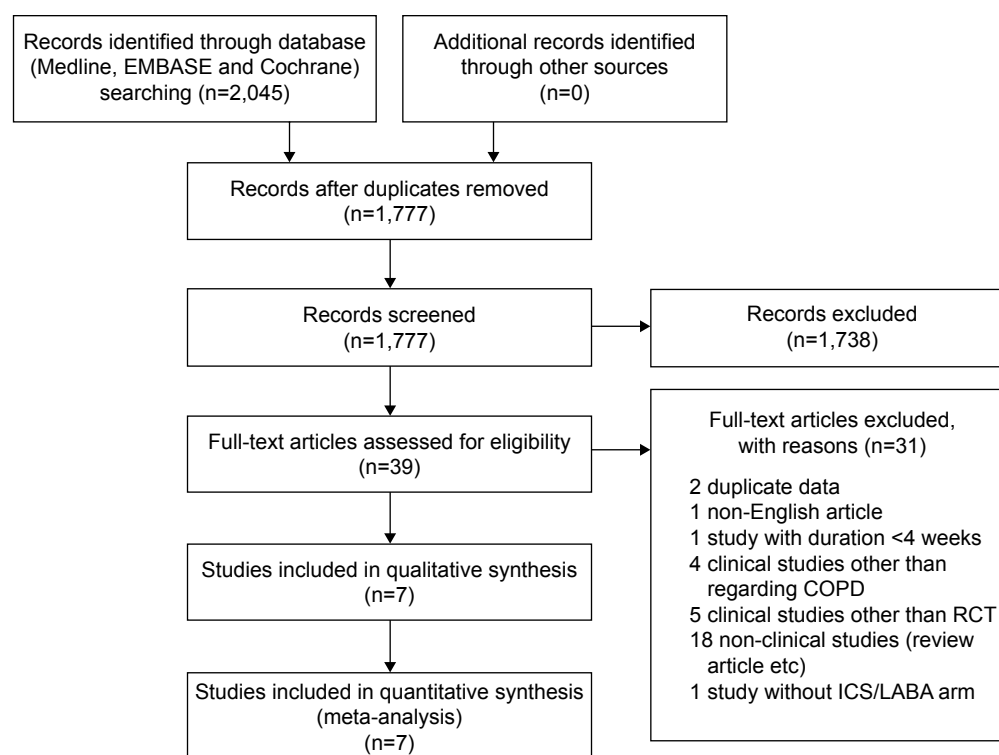 Records identified through database
(Medline, EMBASE and Cochrane)
searching (n=2,045)
Additional records identified
through other sources
(n=0)
Records after duplicates removed
(n=1,777)
Records screened
(n=1,777)
Records excluded
(n=1,738)
Full-text articles assessed for eligibility
(n=39)
Full-text articles excluded,
with reasons (n=31)
2 duplicate data
1 non-English article
1 study with duration <4 weeks
4 clinical studies other than
regarding COPD
5 clinical studies other than RCT
18 non-clinical studies (review
article etc)
1 study without ICS/LABA arm
Studies included in qualitative synthesis
(n=7)
Studies included in quantitative synthesis
(meta-analysis)
(n=7)